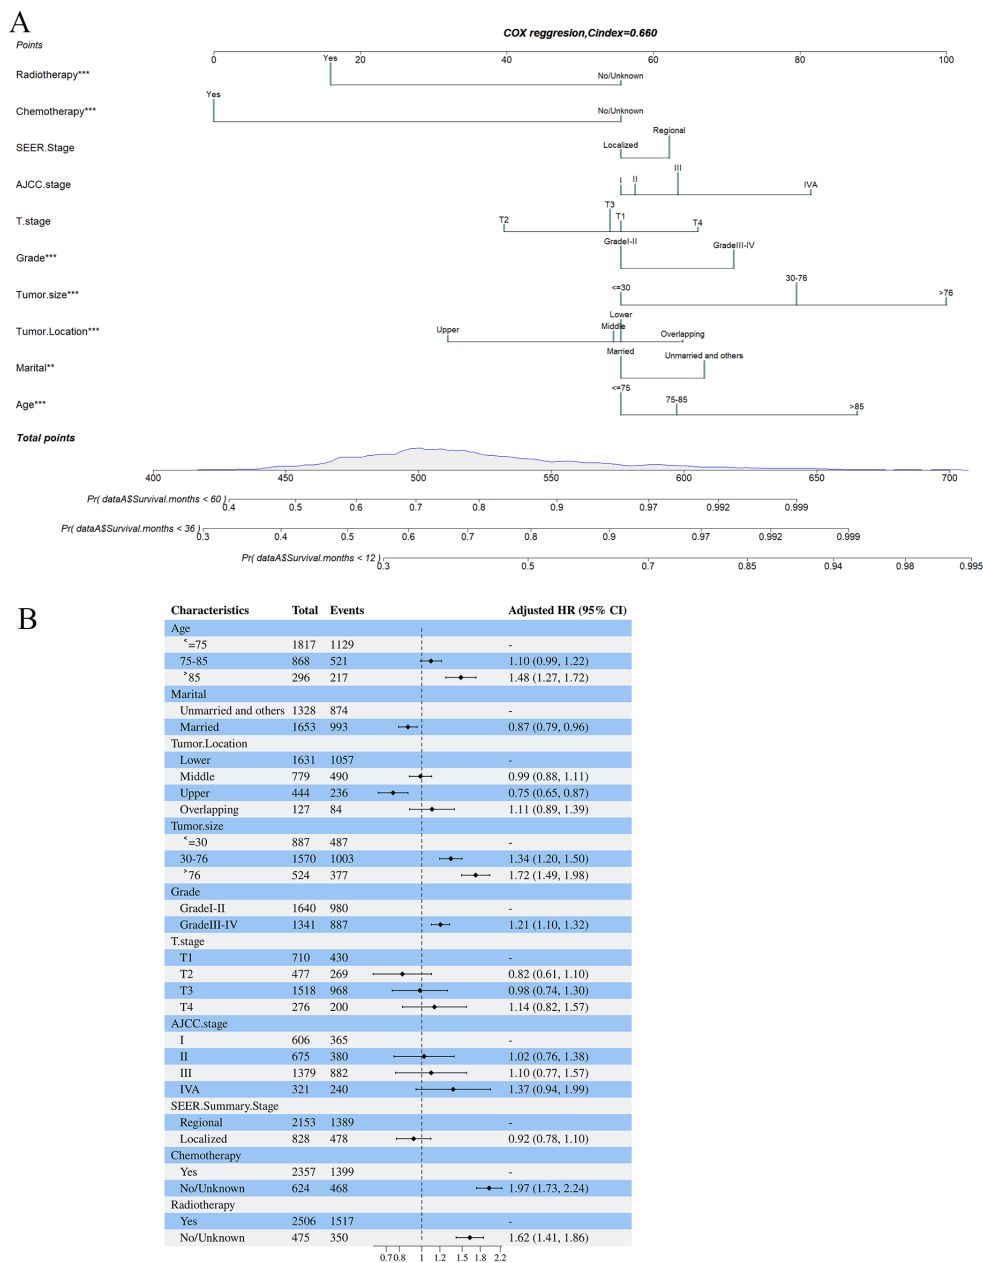 A
COX reggresion,Cindex=0.660
Points
0 20 40 60 80 100
Radiotherapy*** Yes No/Unknown
Chemotherapy*** Yes No/Unknown
SEER.Stage Localized Regional
AJCC.stage I II III IVA
T.stage T2 T3 T1 T4
Grade*** GradeI-II GradeIII-IV
Tumor.size*** <=30 30-76 >76
Tumor.Location*** Upper Middle Lower Overlapping
Marital** Married Unmarried and others
Age*** <=75 75-85 >85
Total points
400 450 500 550 600 650 700
Pr( dataA$Survival.months < 60 ) 0.4 0.5 0.6 0.7 0.8 0.9 0.97 0.992 0.999
Pr( dataA$Survival.months < 36 ) 0.3 0.4 0.5 0.6 0.7 0.8 0.9 0.97 0.992 0.999
Pr( dataA$Survival.months < 12 ) 0.3 0.5 0.7 0.85 0.94 0.98 0.995
B
Characteristics Total Events Adjusted HR (95% CI)
Age
<=75 1817 1129 -
75-85 868 521 1.10 (0.99, 1.22)
>85 296 217 1.48 (1.27, 1.72)
Marital
Unmarried and others 1328 874 -
Married 1653 993 0.87 (0.79, 0.96)
Tumor.Location
Lower 1631 1057 -
Middle 779 490 0.99 (0.88, 1.11)
Upper 444 236 0.75 (0.65, 0.87)
Overlapping 127 84 1.11 (0.89, 1.39)
Tumor.size
<=30 887 487 -
30-76 1570 1003 1.34 (1.20, 1.50)
>76 524 377 1.72 (1.49, 1.98)
Grade
GradeI-II 1640 980 -
GradeIII-IV 1341 887 1.21 (1.10, 1.32)
T.stage
T1 710 430 -
T2 477 269 0.82 (0.61, 1.10)
T3 1518 968 0.98 (0.74, 1.30)
T4 276 200 1.14 (0.82, 1.57)
AJCC.stage
I 606 365 -
II 675 380 1.02 (0.76, 1.38)
III 1379 882 1.10 (0.77, 1.57)
IVA 321 240 1.37 (0.94, 1.99)
SEER.Summary.Stage
Regional 2153 1389 -
Localized 828 478 0.92 (0.78, 1.10)
Chemotherapy
Yes 2357 1399 -
No/Unknown 624 468 1.97 (1.73, 2.24)
Radiotherapy
Yes 2506 1517 -
No/Unknown 475 350 1.62 (1.41, 1.86)
0.7 0.8 1 1.2 1.5 1.8 2.2